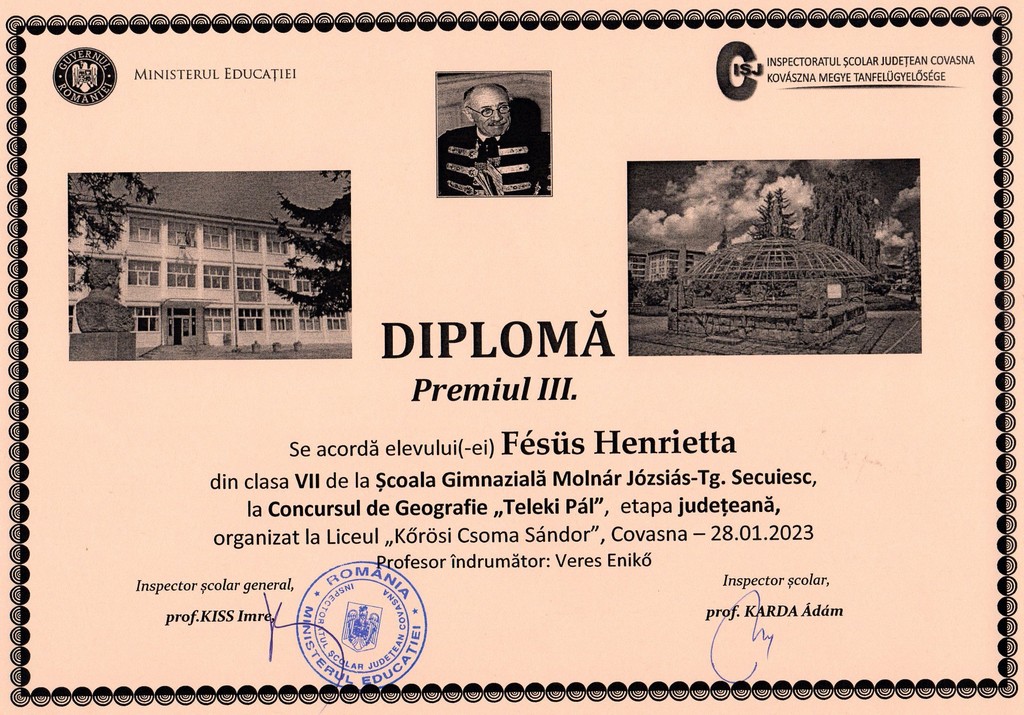 GUVERNUL ROMÂNIEI
MINISTERUL EDUCAȚIEI
CISJ
INSPECTORATUL ȘCOLAR JUDEȚEAN COVASNA
KOVÁSZNA MEGYE TANFELÜGYELŐSÉGE
DIPLOMĂ
Premiul III.
Se acordă elevului(-ei) Fésüs Henrietta
din clasa VII de la Școala Gimnazială Molnár Józsiás-Tg. Secuiesc,
la Concursul de Geografie „Teleki Pál”, etapa județeană,
organizat la Liceul „Kőrösi Csoma Sándor”, Covasna – 28.01.2023
Profesor îndrumător: Veres Enikő
Inspector școlar general,
prof.KISS Imre,
ROMÂNIA
MINISTERUL EDUCAȚIEI
INSPECTORATUL ȘCOLAR JUDEȚEAN COVASNA
Inspector școlar,
prof. KARDA Ádám